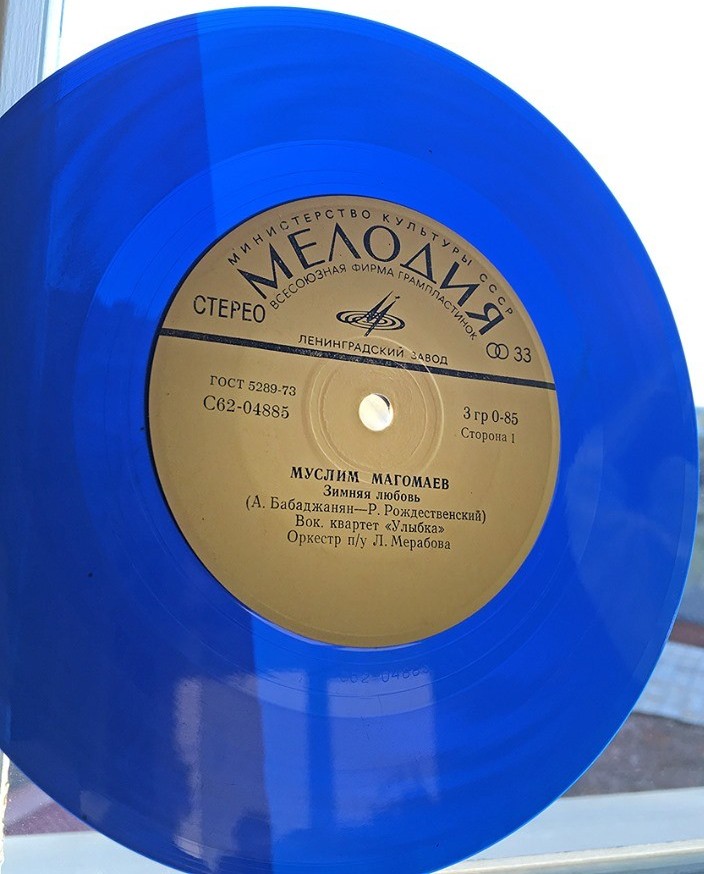 МИНИСТЕРСТВО КУЛЬТУРЫ СССР
МЕЛОДИЯ
ВСЕСОЮЗНАЯ ФИРМА ГРАМПЛАСТИНОК
СТЕРЕО
ЛЕНИНГРАДСКИЙ ЗАВОД
33
ГОСТ 5289-73
С62-04885
3 гр 0-85
Сторона 1
МУСЛИМ МАГОМАЕВ
Зимняя любовь
(А. Бабаджанян—Р. Рождественский)
Вок. квартет «Улыбка»
Оркестр п/у Л. Мерабова